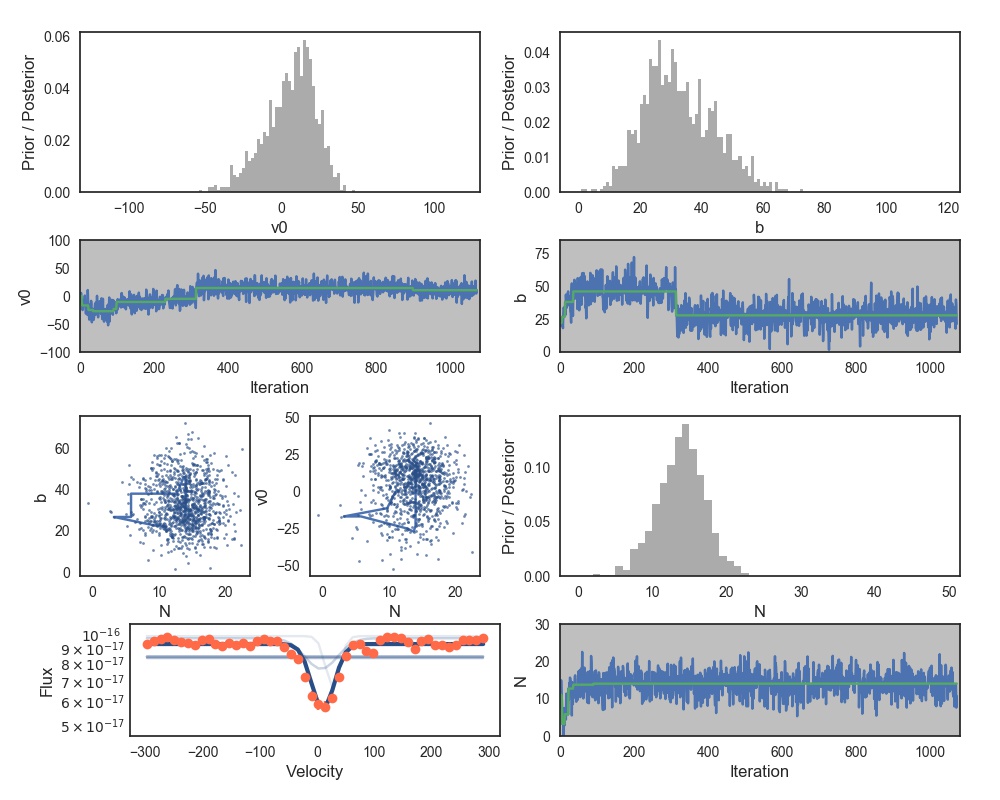 0.06
0.04
0.02
0.00
Prior / Posterior
−100 −50 0 50 100
v0
0.04
0.03
0.02
0.01
0.00
Prior / Posterior
0 20 40 60 80 100 120
b
100
50
0
−50
−100
v0
0 200 400 600 800 1000
Iteration
75
50
25
0
b
0 200 400 600 800 1000
Iteration
60
40
20
0
b
0 10 20
N
50
25
0
−25
−50
v0
0 10 20
N
0.10
0.05
0.00
Prior / Posterior
10 20 30 40 50
N
10⁻¹⁶
9 × 10⁻¹⁷
8 × 10⁻¹⁷
7 × 10⁻¹⁷
6 × 10⁻¹⁷
5 × 10⁻¹⁷
Flux
−300 −200 −100 0 100 200 300
Velocity
30
20
10
0
N
0 200 400 600 800 1000
Iteration